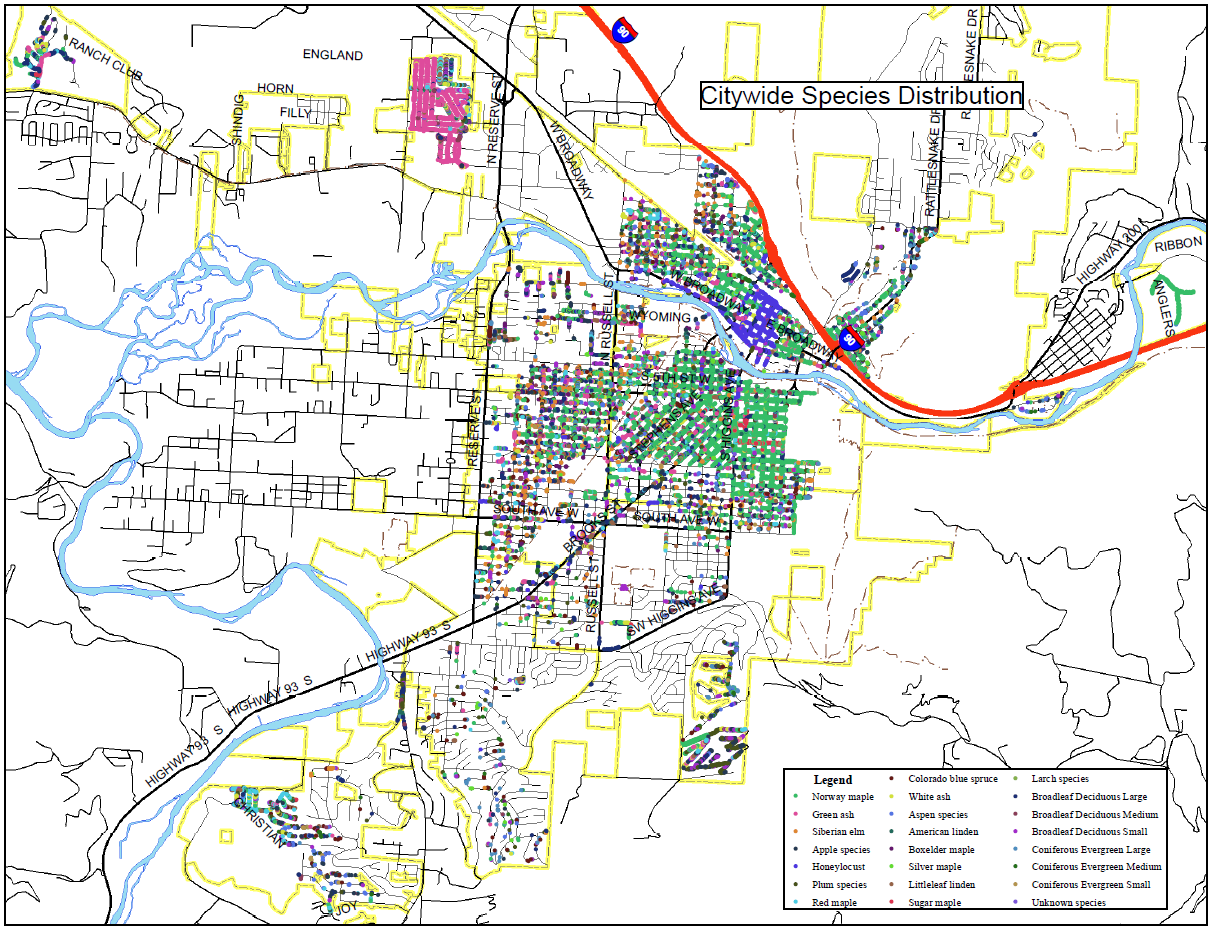 90
RANCH CLUB
ENGLAND
ESNAKE DR
HORN
Citywide Species Distribution
FILLY
SHINDIG
N RESERVE ST
W BROADWAY
RATTLESNAKE DR
HIGHWAY 200
RIBBON
ANGLERS
W BROADWAY
WYOMING
E BROADWAY
90
N RUSSELL ST
S 5TH ST W
STEPHENS AVE
S HIGGINS AVE
RESERVE ST
SOUTH AVE W
SOUTH AVE W
BROOKS ST
RUSSELL ST
SW HIGGINS AVE
HIGHWAY 93 S
HIGHWAY 93 S
HIGHWAY 93 S
CHRISTIAN
JOY
Legend
Norway maple
Green ash
Siberian elm
Apple species
Honeylocust
Plum species
Red maple
Colorado blue spruce
White ash
Aspen species
American linden
Boxelder maple
Silver maple
Littleleaf linden
Sugar maple
Larch species
Broadleaf Deciduous Large
Broadleaf Deciduous Medium
Broadleaf Deciduous Small
Coniferous Evergreen Large
Coniferous Evergreen Medium
Coniferous Evergreen Small
Unknown species